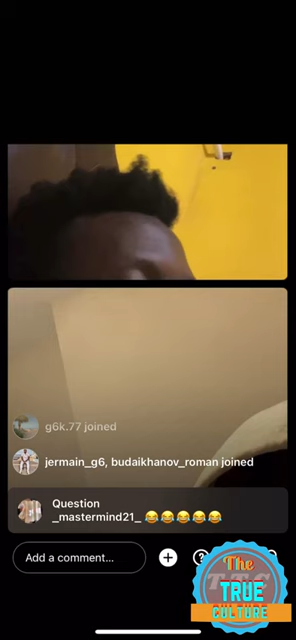 g6k.77 joined
jermain_g6, budaikhanov_roman joined
Question
_mastermind21_ 😂😂😂😂😂
Add a comment…
The
T.T.C
TRUE
CULTURE